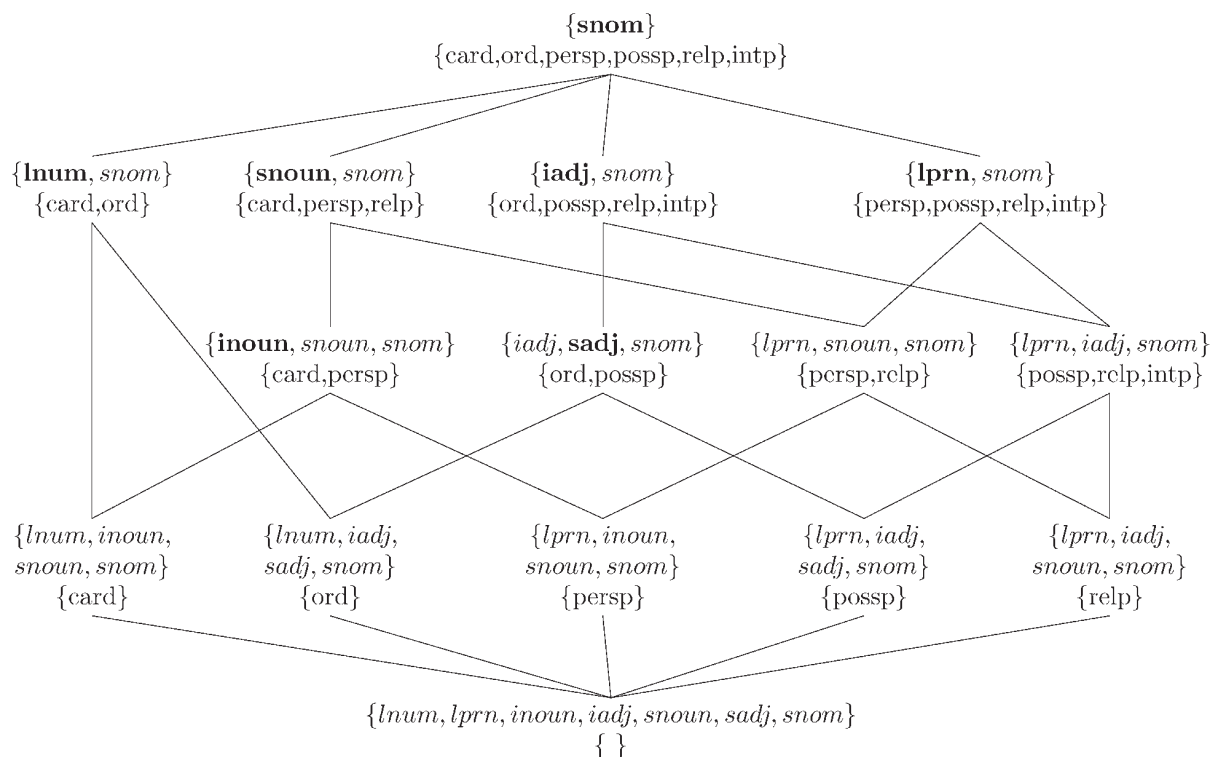 {snom}
{card,ord,persp,possp,relp,intp}
{lnum, snom} {snoun, snom} {iadj, snom} {lprn, snom}
{card,ord} {card,persp,relp} {ord,possp,relp,intp} {persp,possp,relp,intp}
{inoun, snoun, snom} {iadj, sadj, snom} {lprn, snoun, snom} {lprn, iadj, snom}
{card,persp} {ord,possp} {persp,relp} {possp,relp,intp}
{lnum, inoun, {lnum, iadj, {lprn, inoun, {lprn, iadj, {lprn, iadj,
snoun, snom} sadj, snom} snoun, snom} sadj, snom} snoun, snom}
{card} {ord} {persp} {possp} {relp}
{lnum, lprn, inoun, iadj, snoun, sadj, snom}
{ }